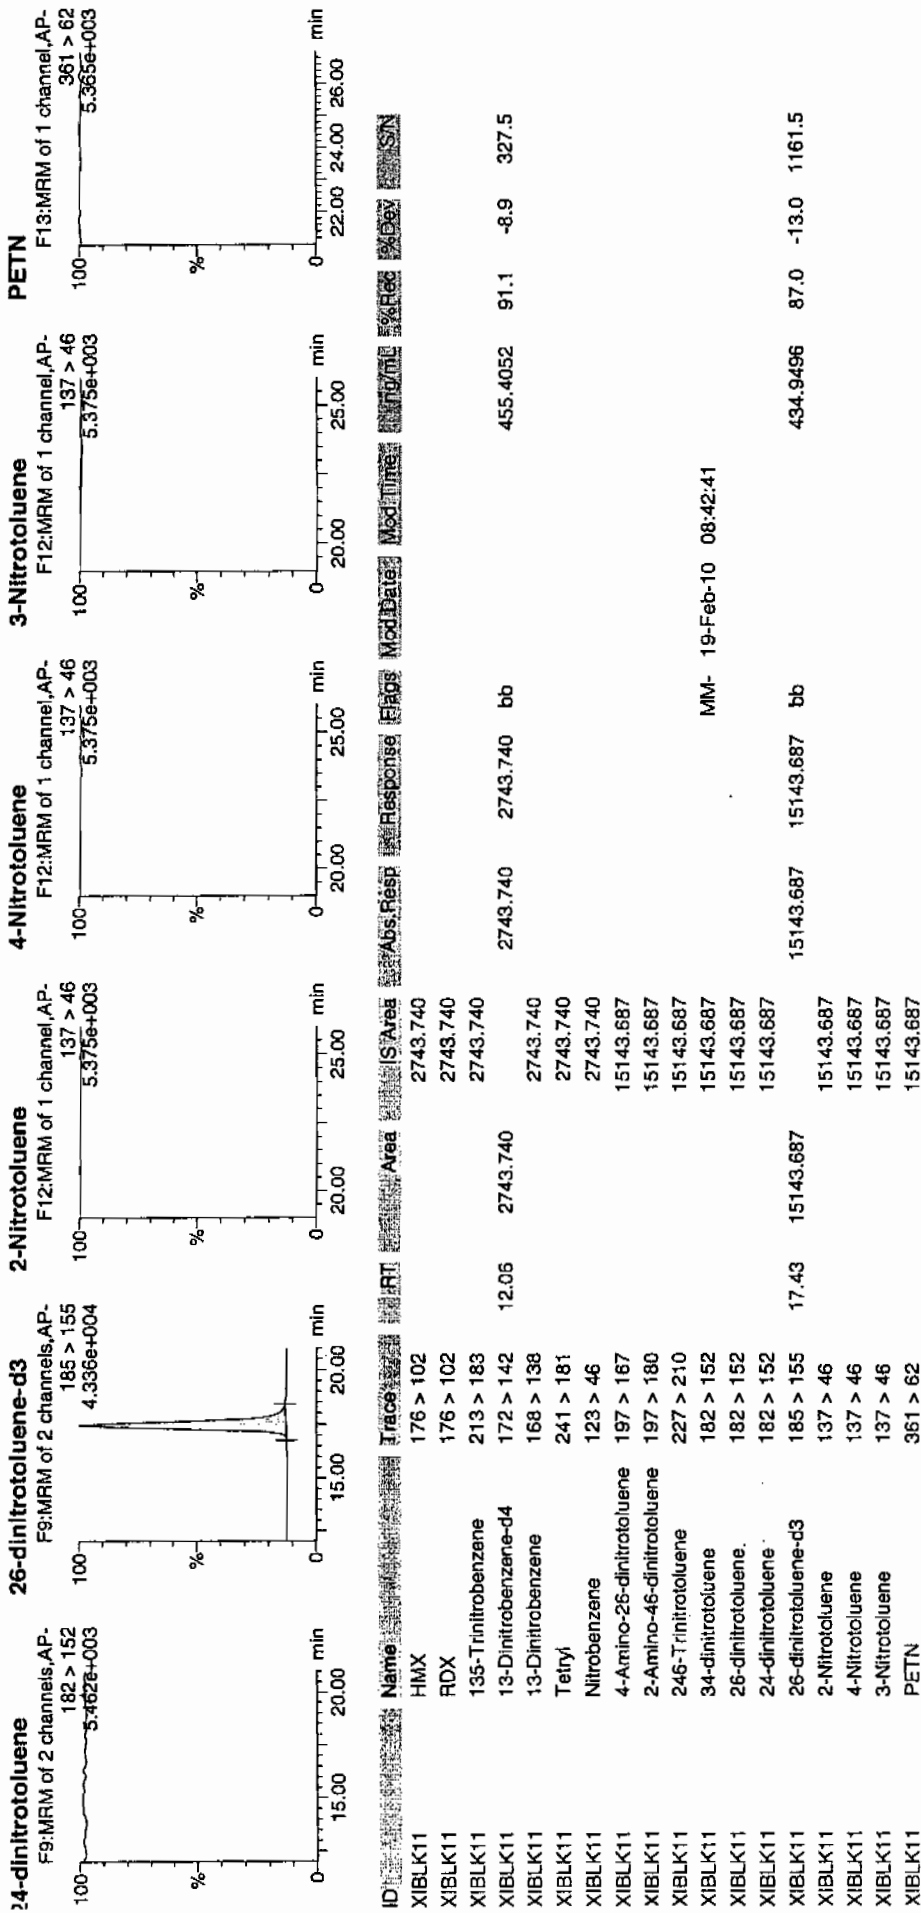 24-dinitrotoluene
F9:MRM of 2 channels,AP-
182 > 152
5.462e+003
100
%
0
15.00 20.00 min
26-dinitrotoluene-d3
F9:MRM of 2 channels,AP-
185 > 155
4.336e+004
100
%
0
15.00 20.00 min
2-Nitrotoluene
F12:MRM of 1 channel,AP-
137 > 46
5.375e+003
100
%
0
20.00 25.00 min
4-Nitrotoluene
F12:MRM of 1 channel,AP-
137 > 46
5.375e+003
100
%
0
20.00 25.00 min
3-Nitrotoluene
F12:MRM of 1 channel,AP-
137 > 46
5.375e+003
100
%
0
20.00 25.00 min
PETN
F13:MRM of 1 channel,AP-
361 > 62
5.365e+003
100
%
0
22.00 24.00 26.00 min
ID Name Trace RT Area IS Area Abs.Resp Response Flags Mod.Date Mod.Time ng/mL %Rec %Dev S/N
XIBLK11 HMX 176 > 102 2743.740
XIBLK11 RDX 176 > 102 2743.740
XIBLK11 135-Trinitrobenzene 213 > 183 2743.740
XIBLK11 13-Dinitrobenzene-d4 172 > 142 12.06 2743.740 2743.740 2743.740 bb 455.4052 91.1 -8.9 327.5
XIBLK11 13-Dinitrobenzene 168 > 138 2743.740
XIBLK11 Tetryl 241 > 181 2743.740
XIBLK11 Nitrobenzene 123 > 46 2743.740
XIBLK11 4-Amino-26-dinitrotoluene 197 > 167 15143.687
XIBLK11 2-Amino-46-dinitrotoluene 197 > 180 15143.687
XIBLK11 246-Trinitrotoluene 227 > 210 15143.687
XIBLK11 34-dinitrotoluene 182 > 152 15143.687 MM- 19-Feb-10 08:42:41
XIBLK11 26-dinitrotoluene. 182 > 152 15143.687
XIBLK11 24-dinitrotoluene 182 > 152 15143.687
XIBLK11 26-dinitrotoluene-d3 185 > 155 17.43 15143.687 15143.687 15143.687 bb 434.9496 87.0 -13.0 1161.5
XIBLK11 2-Nitrotoluene 137 > 46 15143.687
XIBLK11 4-Nitrotoluene 137 > 46 15143.687
XIBLK11 3-Nitrotoluene 137 > 46 15143.687
XIBLK11 PETN 361 > 62 15143.687